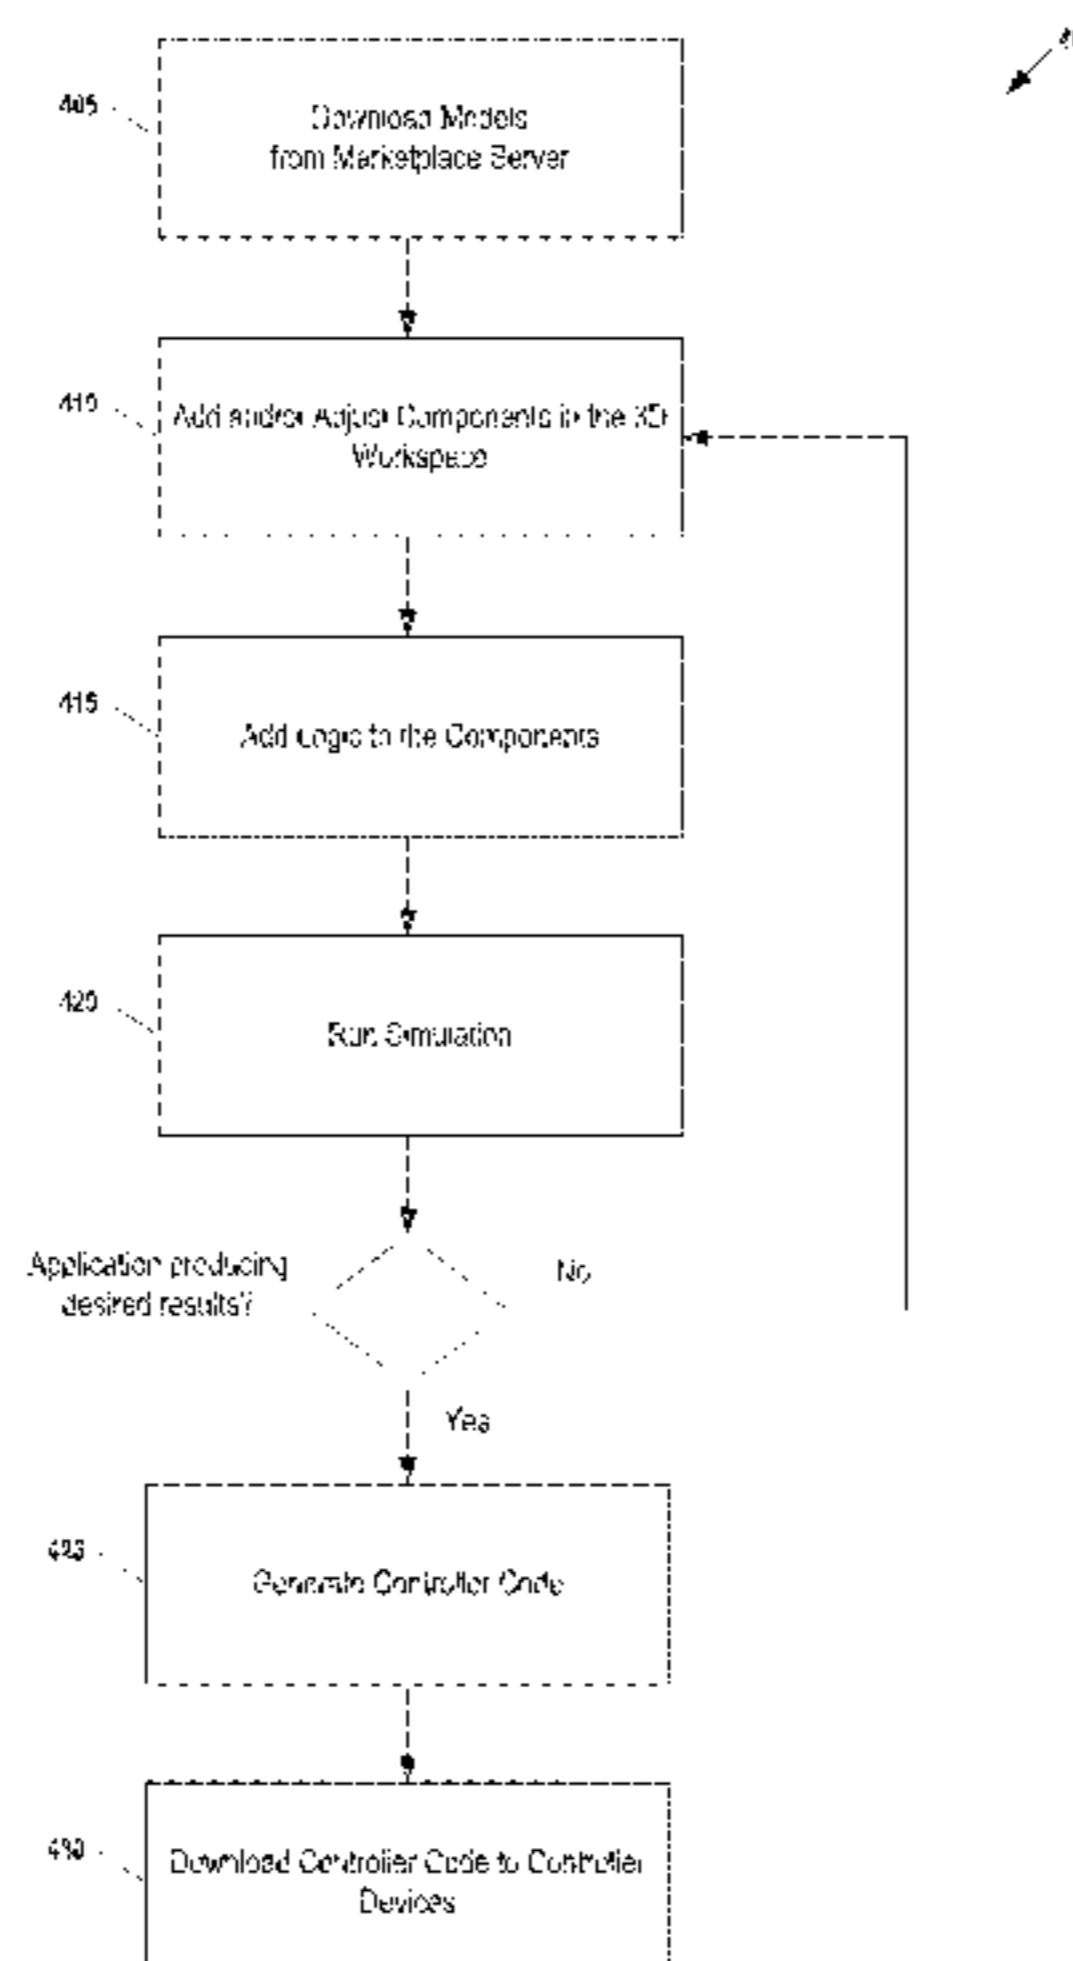 405
Download Models
from Marketplace Server
410
Add and/or Adjust Components in the 3D
Workspace
415
Add Logic to the Components
420
Run Simulation
Application producing
desired results?
No
Yes
425
Generate Controller Code
430
Download Controller Code to Controller
Devices